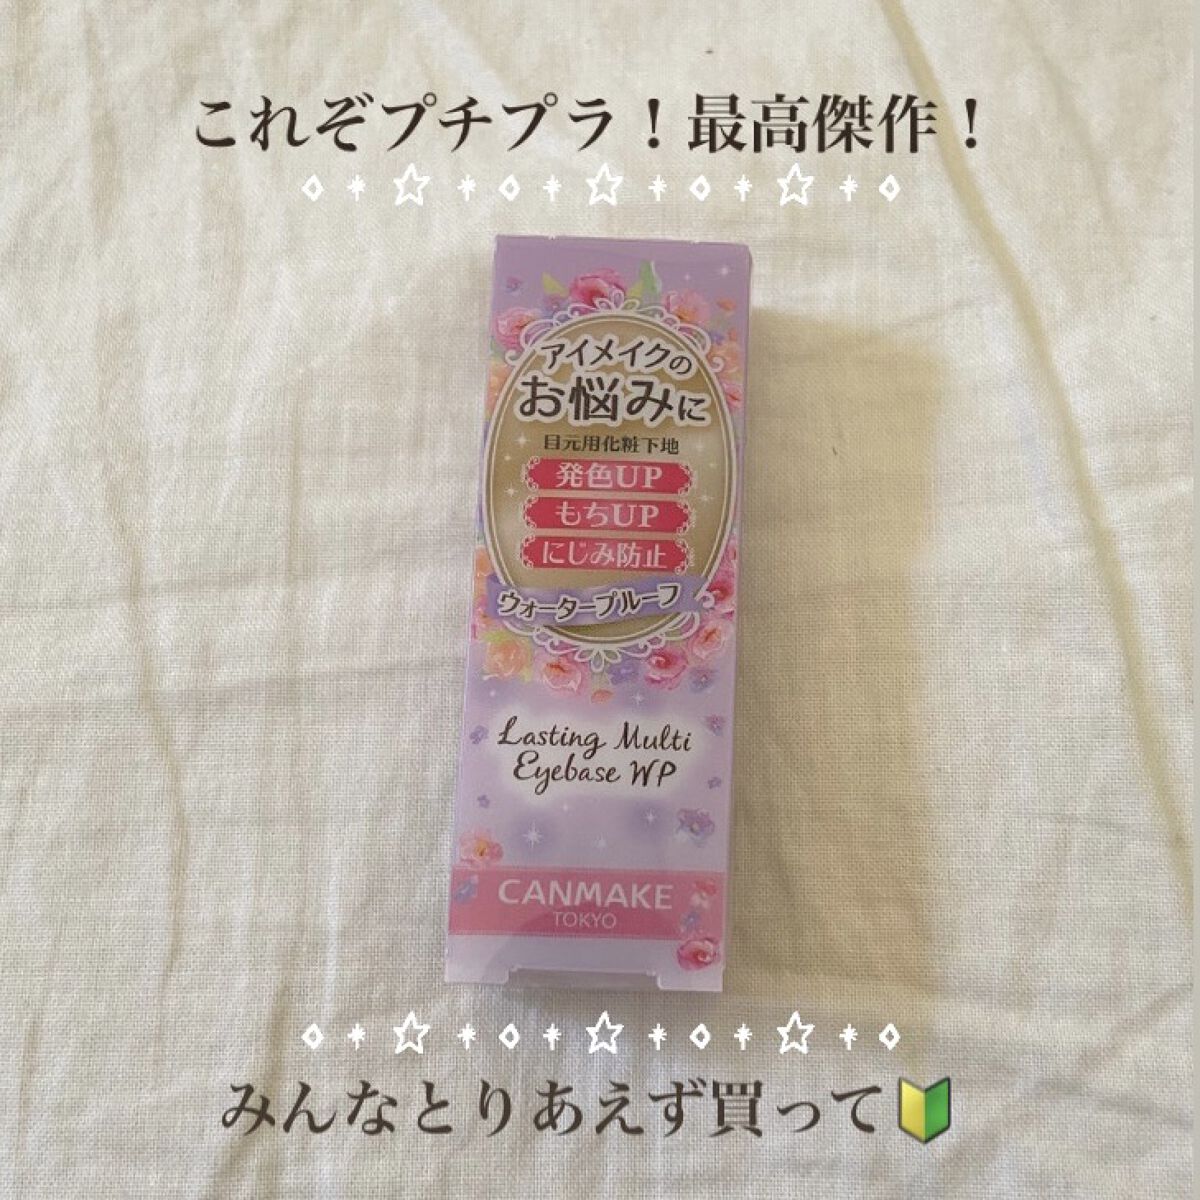 これぞプチプラ！最高傑作！
アイメイクの
お悩みに
目元用化粧下地
発色UP
もちUP
にじみ防止
ウォータープルーフ
Lasting Multi
Eyebase WP
CANMAKE
TOKYO
みんなとりあえず買って🔰